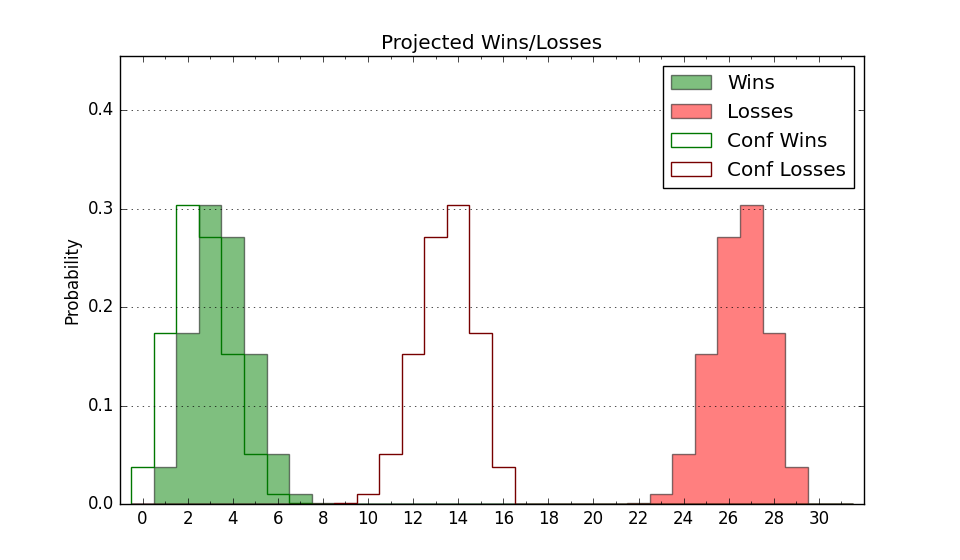 Projected Wins/Losses
Wins
Losses
Conf Wins
Conf Losses
Probability
0.4
0.3
0.2
0.1
0.0
0 2 4 6 8 10 12 14 16 18 20 22 24 26 28 30